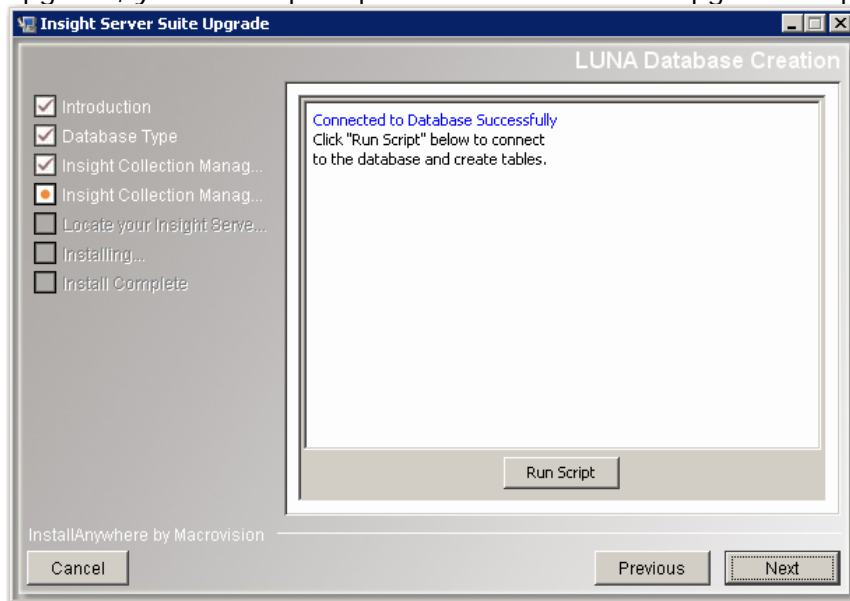 Insight Server Suite Upgrade
LUNA Database Creation
Introduction
Database Type
Insight Collection Manag...
Insight Collection Manag...
Locate your Insight Serve...
Installing...
Install Complete
Connected to Database Successfully
Click "Run Script" below to connect
to the database and create tables.
Run Script
InstallAnywhere by Macrovision
Cancel
Previous
Next